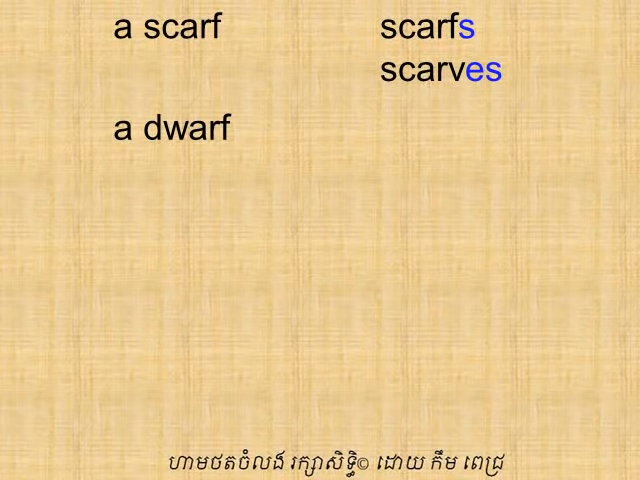 a scarf scarfs
scarves
a dwarf
ហាមថតចំលង រក្សាសិទ្ធិ© ដោយ កឹម ពេជ្រ